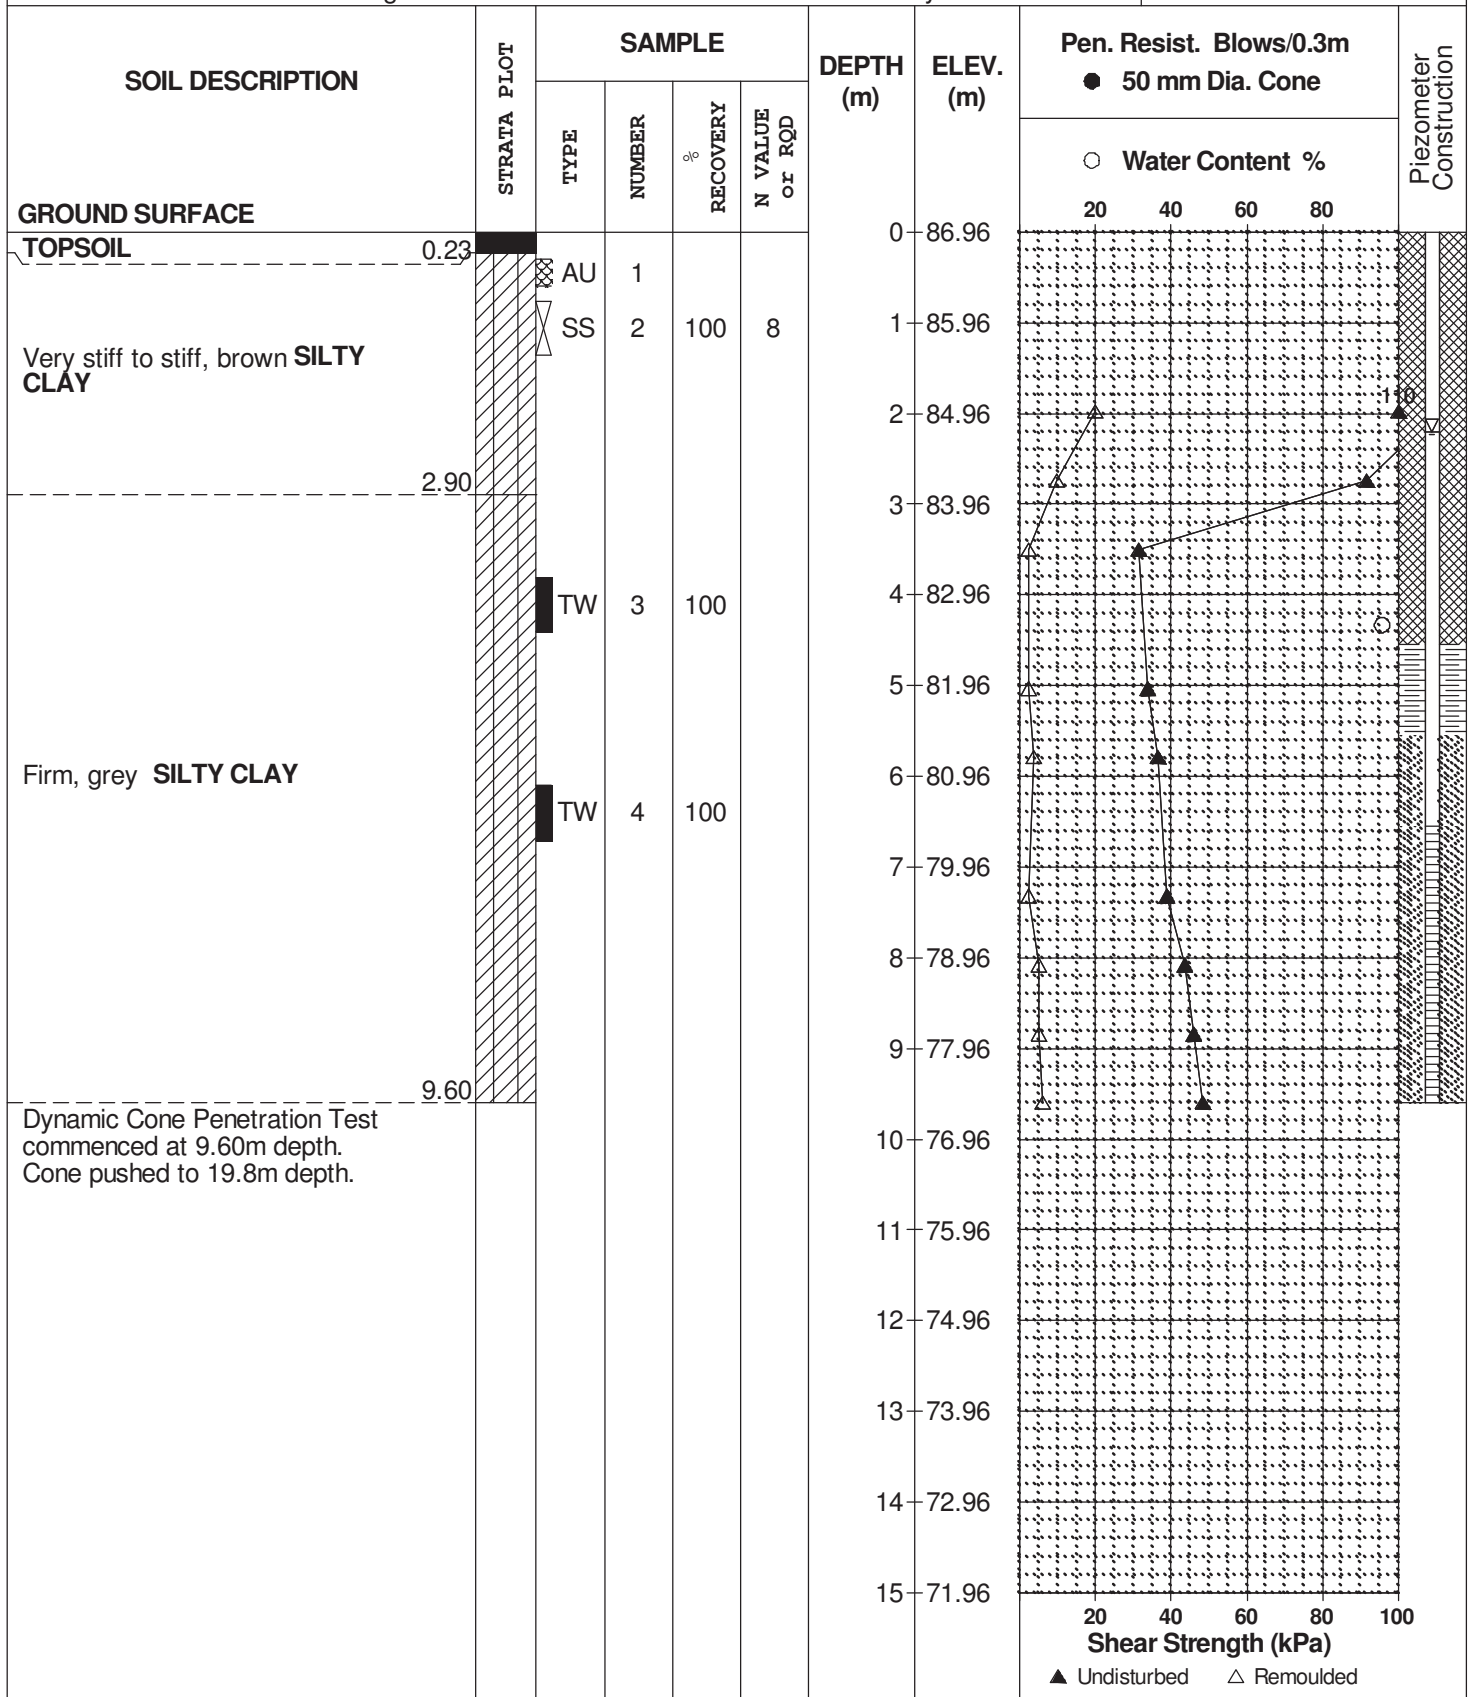 SOIL DESCRIPTION
STRATA PLOT
SAMPLE
TYPE
NUMBER
% RECOVERY
N VALUE or RQD
DEPTH (m)
ELEV. (m)
Pen. Resist. Blows/0.3m
● 50 mm Dia. Cone
○ Water Content %
20 40 60 80
Piezometer Construction
GROUND SURFACE
0 86.96
TOPSOIL 0.23
AU 1
SS 2 100 8
1 85.96
Very stiff to stiff, brown SILTY
CLAY
110
2 84.96
2.90
3 83.96
TW 3 100
4 82.96
5 81.96
Firm, grey SILTY CLAY
6 80.96
TW 4 100
7 79.96
8 78.96
9 77.96
9.60
Dynamic Cone Penetration Test
commenced at 9.60m depth.
Cone pushed to 19.8m depth.
10 76.96
11 75.96
12 74.96
13 73.96
14 72.96
15 71.96
20 40 60 80 100
Shear Strength (kPa)
▲ Undisturbed △ Remoulded